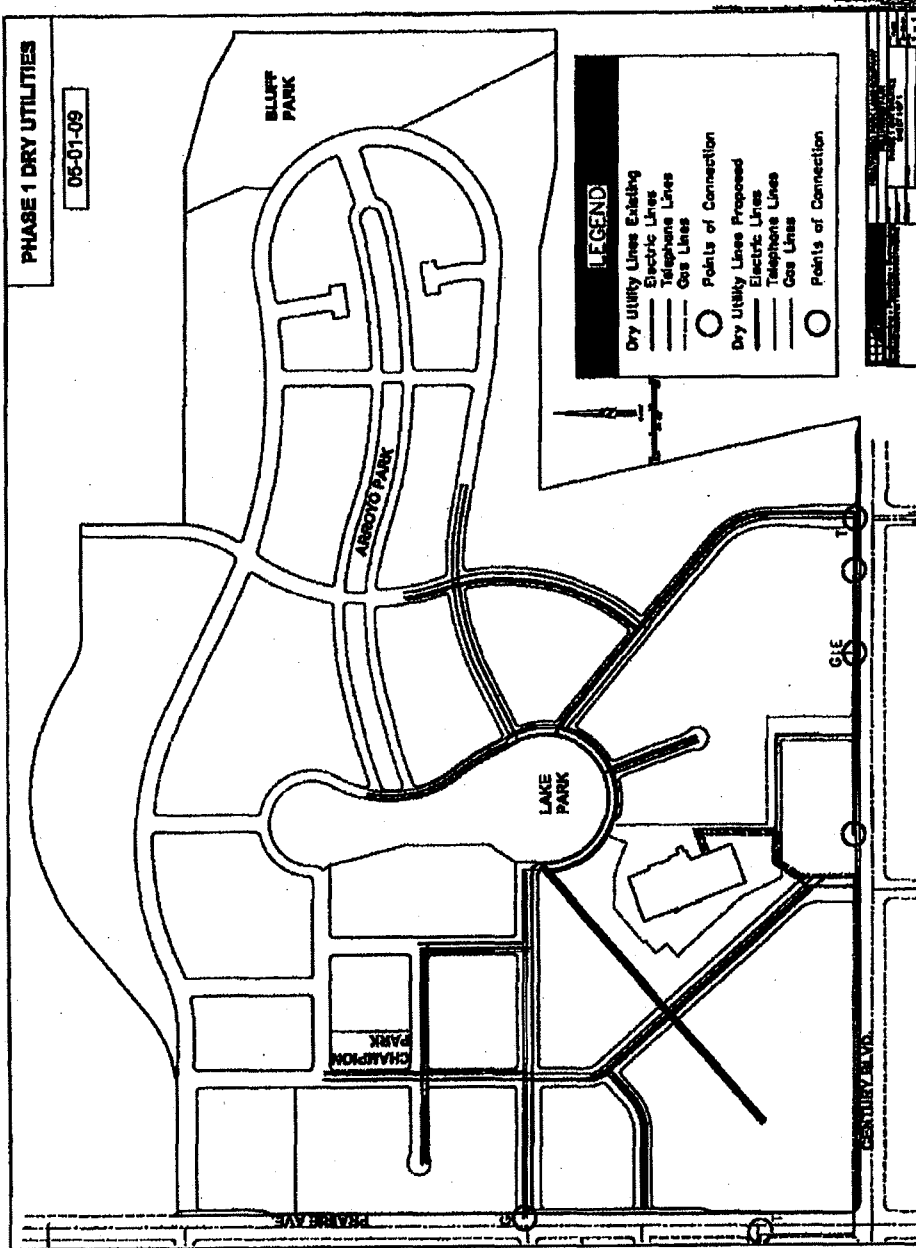 PHASE 1 DRY UTILITIES
05-01-09
BLUFF
PARK
ARROYO PARK
LAKE
PARK
CHAMPION
PARK
PRAIRIE AVE
CENTURY BLVD.
T
G E
LEGEND
Dry Utility Lines Existing
Electric Lines
Telephone Lines
Gas Lines
Points of Connection
Dry Utility Lines Proposed
Electric Lines
Telephone Lines
Gas Lines
Points of Connection